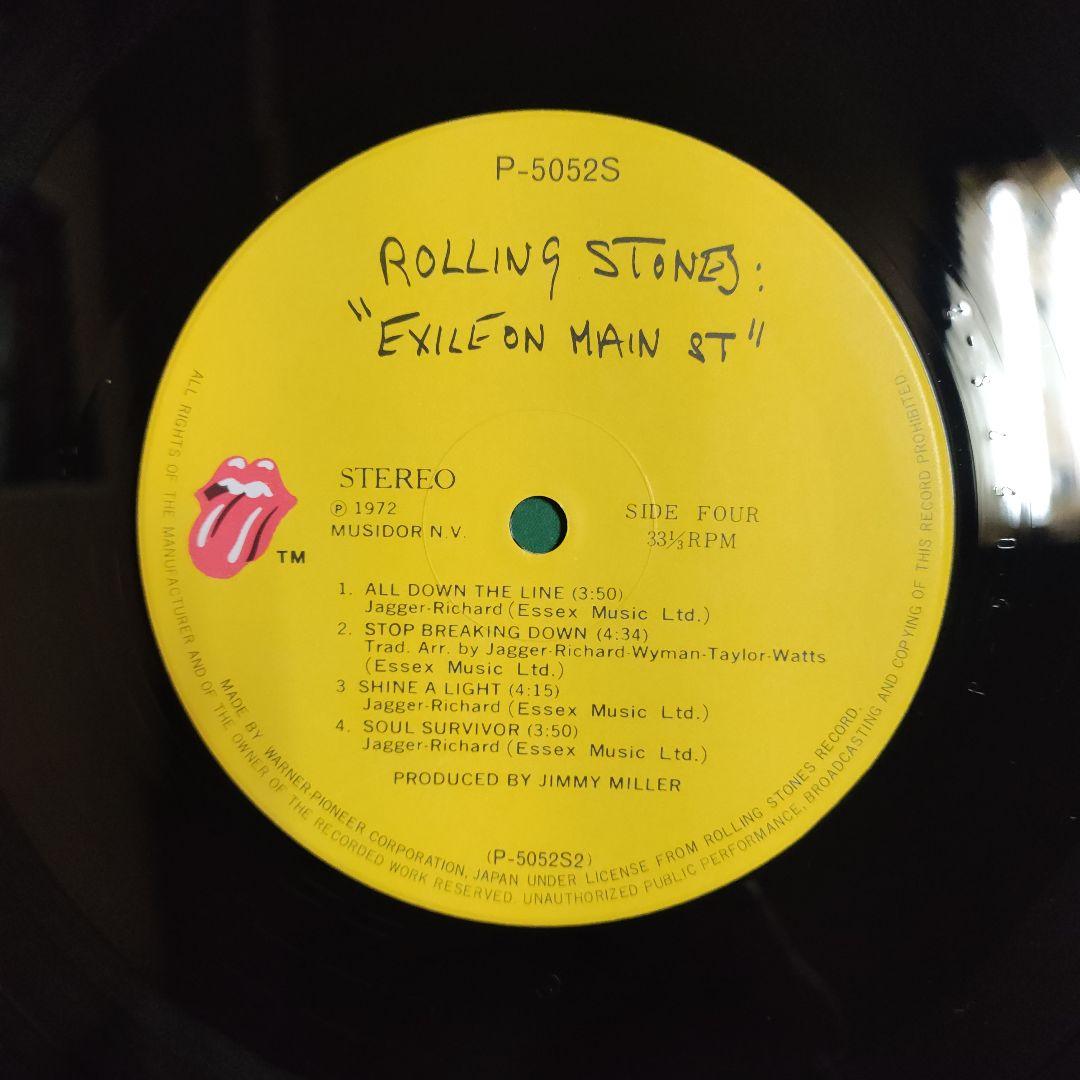 P-5052S
ROLLING STONES:
"EXILE ON MAIN ST"
STEREO
Ⓟ 1972
MUSIDOR N.V.
SIDE FOUR
33⅓ RPM
TM
1. ALL DOWN THE LINE (3:50)
Jagger-Richard (Essex Music Ltd.)
2. STOP BREAKING DOWN (4:34)
Trad. Arr. by Jagger-Richard-Wyman-Taylor-Watts
(Essex Music Ltd.)
3 SHINE A LIGHT (4:15)
Jagger-Richard (Essex Music Ltd.)
4. SOUL SURVIVOR (3:50)
Jagger-Richard (Essex Music Ltd.)
PRODUCED BY JIMMY MILLER
(P-5052S2)
MADE BY WARNER-PIONEER CORPORATION, JAPAN UNDER LICENSE FROM ROLLING STONES RECORD.
ALL RIGHTS OF THE MANUFACTURER AND OF THE OWNER OF THE RECORDED WORK RESERVED. UNAUTHORIZED PUBLIC PERFORMANCE, BROADCASTING AND COPYING OF THIS RECORD PROHIBITED.